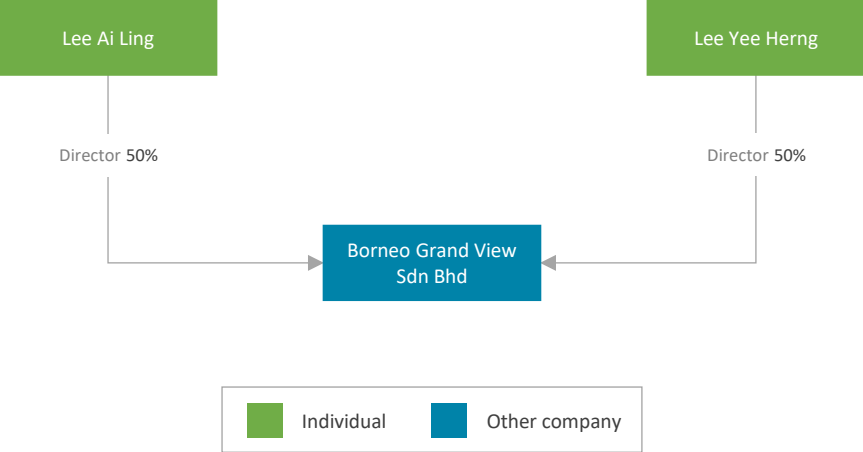 Lee Ai Ling
Lee Yee Herng
Director 50%
Director 50%
Borneo Grand View
Sdn Bhd
Individual
Other company